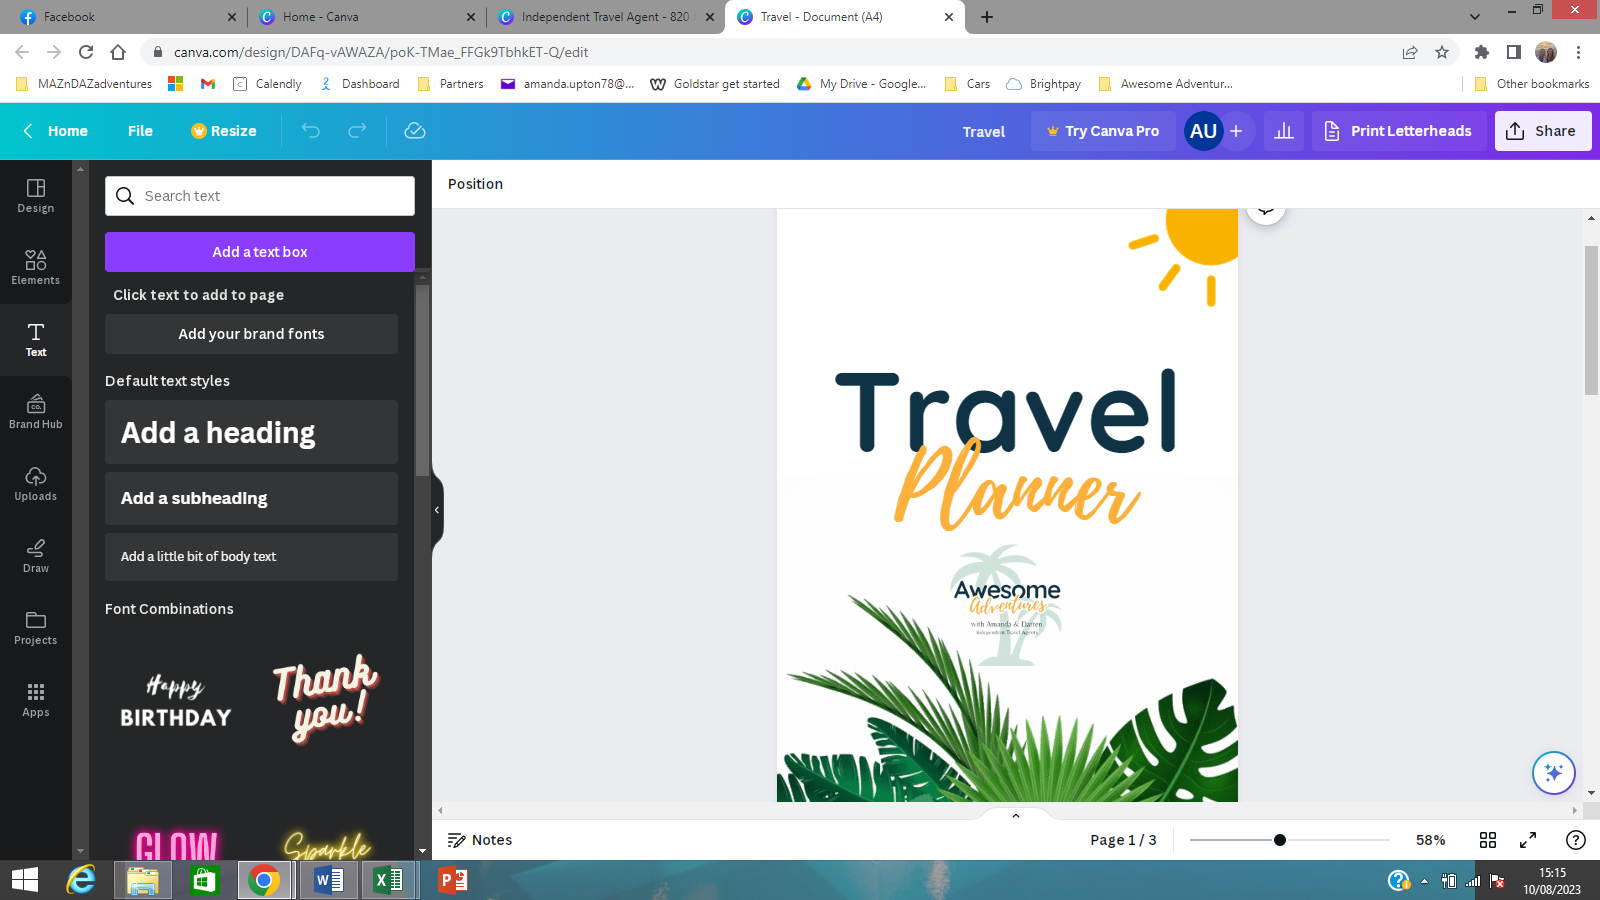 Facebook
Home - Canva
Independent Travel Agent - 820
Travel - Document (A4)
canva.com/design/DAFq-vAWAZA/poK-TMae_FFGk9TbhkET-Q/edit
MAZnDAZadventures
Calendly
Dashboard
Partners
amanda.upton78@...
Goldstar get started
My Drive - Google...
Cars
Brightpay
Awesome Adventur...
Other bookmarks
Home
File
Resize
Travel
Try Canva Pro
AU
Print Letterheads
Share
Design
Elements
Text
Brand Hub
CO.
Uploads
Draw
Projects
Apps
Search text
Add a text box
Click text to add to page
Add your brand fonts
Default text styles
Add a heading
Add a subheading
Add a little bit of body text
Font Combinations
Happy
BIRTHDAY
Thank
you!
GLOW
Sparkle
Position
Travel
Planner
Awesome
Adventures
with Amanda & Darren
Independent Travel Agents
Notes
Page 1 / 3
58%
15:15
10/08/2023